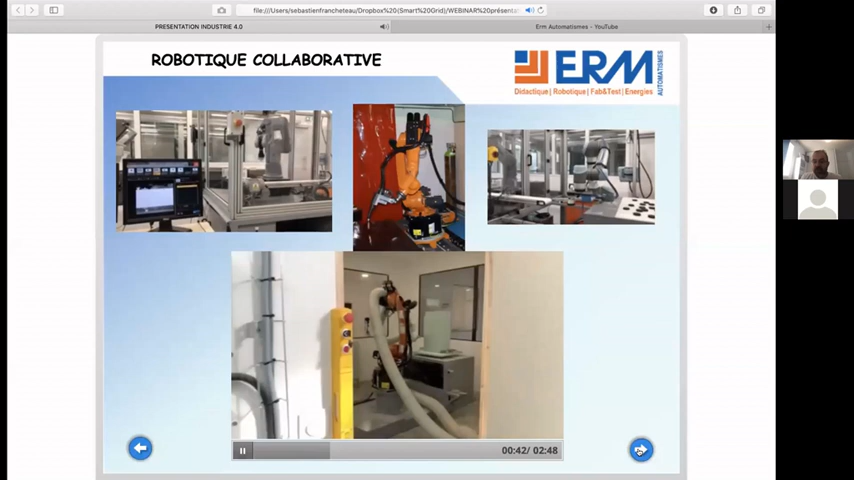 file:///Users/sebastienfrancheteau/Dropbox%20(Smart%20Grid)/WEBINAR%20présentat
PRESENTATION INDUSTRIE 4.0
Erm Automatismes - YouTube
ROBOTIQUE COLLABORATIVE
ERM
AUTOMATISMES
Didactique | Robotique | Fab&Test | Energies
00:42/ 02:48